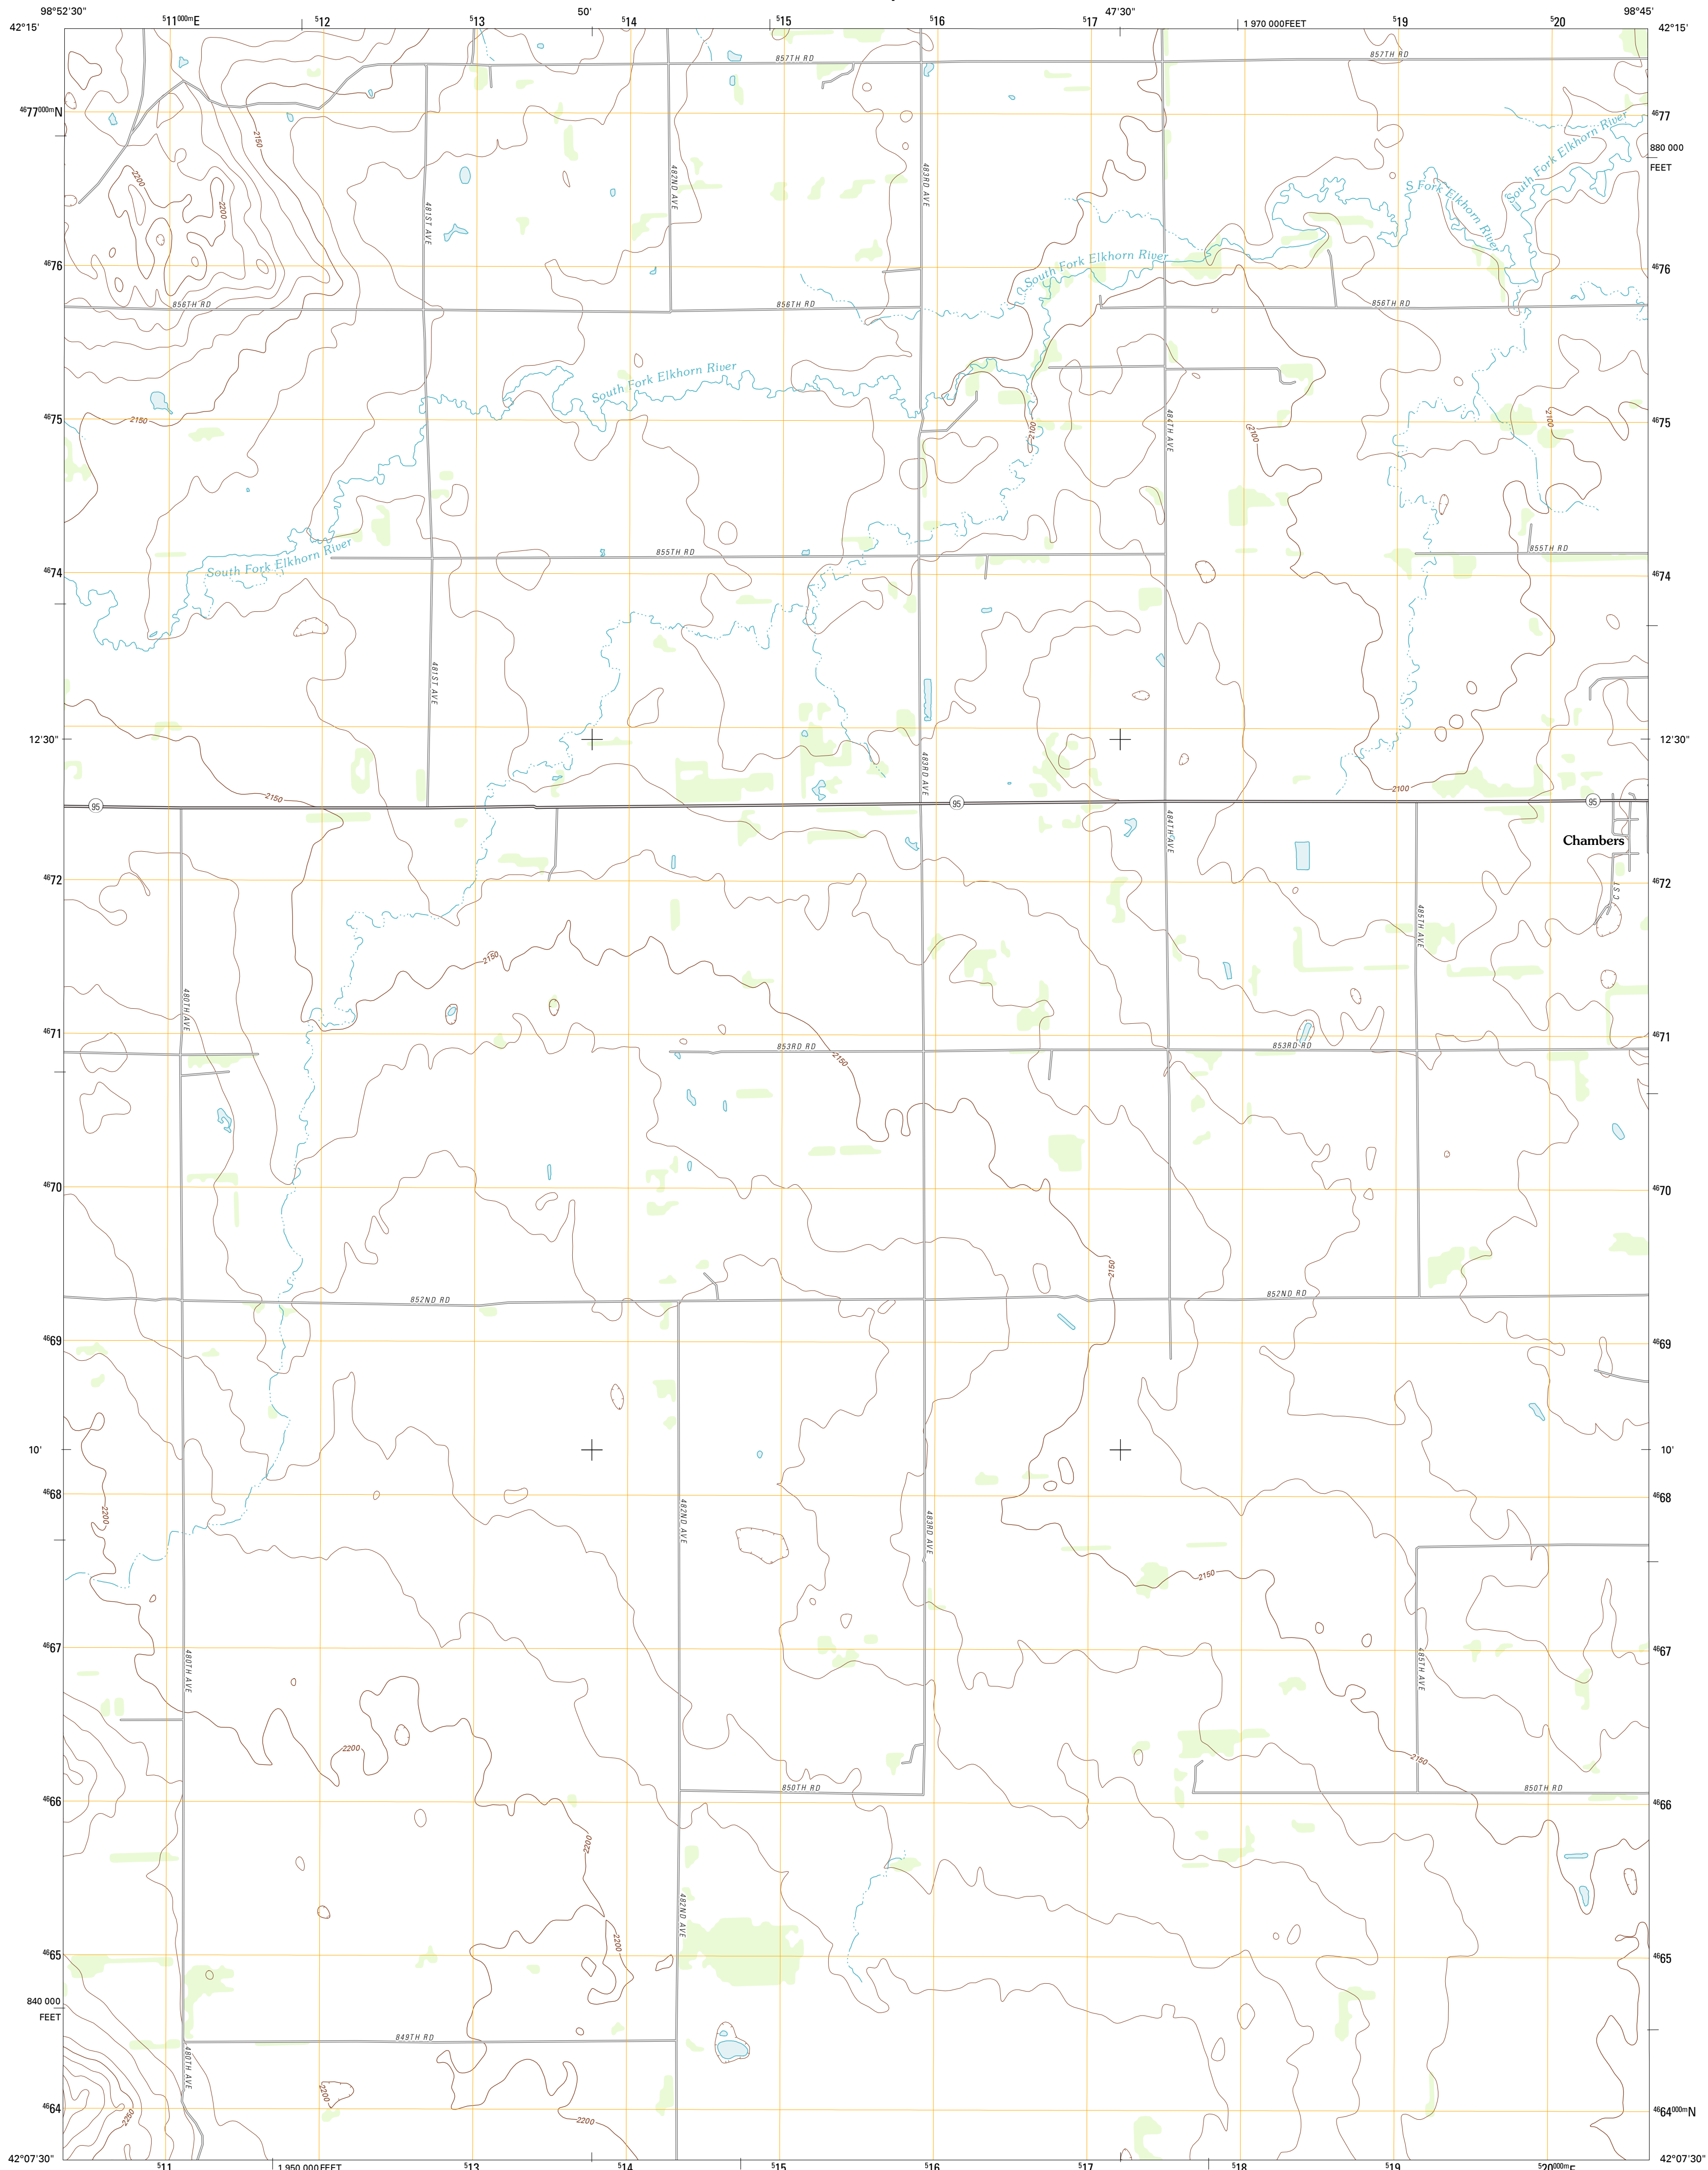 98°52'30" ⁵11⁰⁰⁰ᵐE ⁵12 ⁵13 50' ⁵14 ⁵15 ⁵16 ⁵17 47'30" 1 970 000FEET ⁵19 ⁵20 98°45'
42°15' 42°15'
857TH RD 857TH RD
⁴⁶77⁰⁰⁰ᵐN ⁴⁶77
2150
South Fork Elkhorn River
880 000
FEET
2200 482ND AVE 483RD AVE
S Fork Elkhorn River
2200 481ST AVE
South Fork Elkhorn River
⁴⁶76 ⁴⁶76
856TH RD 856TH RD 856TH RD
South Fork Elkhorn River
⁴⁶75 2150 2100 484TH AVE 2100 2100 ⁴⁶75
855TH RD 855TH RD
South Fork Elkhorn River
⁴⁶74 ⁴⁶74
481ST AVE
12'30" 12'30"
483RD AVE
2150 2100
95 95 95
484TH AVE
Chambers
⁴⁶72 ⁴⁶72
C ST
485TH AVE
2150
480TH AVE
⁴⁶71 ⁴⁶71
853RD RD 853RD RD
2150
⁴⁶70 ⁴⁶70
2150
852ND RD 852ND RD
⁴⁶69 ⁴⁶69
10' 10'
⁴⁶68 ⁴⁶68
2200 482ND AVE 483RD AVE
2150
⁴⁶67 ⁴⁶67
480TH AVE 485TH AVE
2200 2150
850TH RD 850TH RD
⁴⁶66 ⁴⁶66
2200
482ND AVE
2200
⁴⁶65 ⁴⁶65
840 000
FEET
849TH RD
480TH AVE
2200
⁴⁶64 2250 2200 ⁴⁶64⁰⁰⁰ᵐN
42°07'30" 42°07'30"
⁵11 1 950 000FEET ⁵13 ⁵14 ⁵15 ⁵16 ⁵17 ⁵18 ⁵19 ⁵20⁰⁰⁰ᵐE